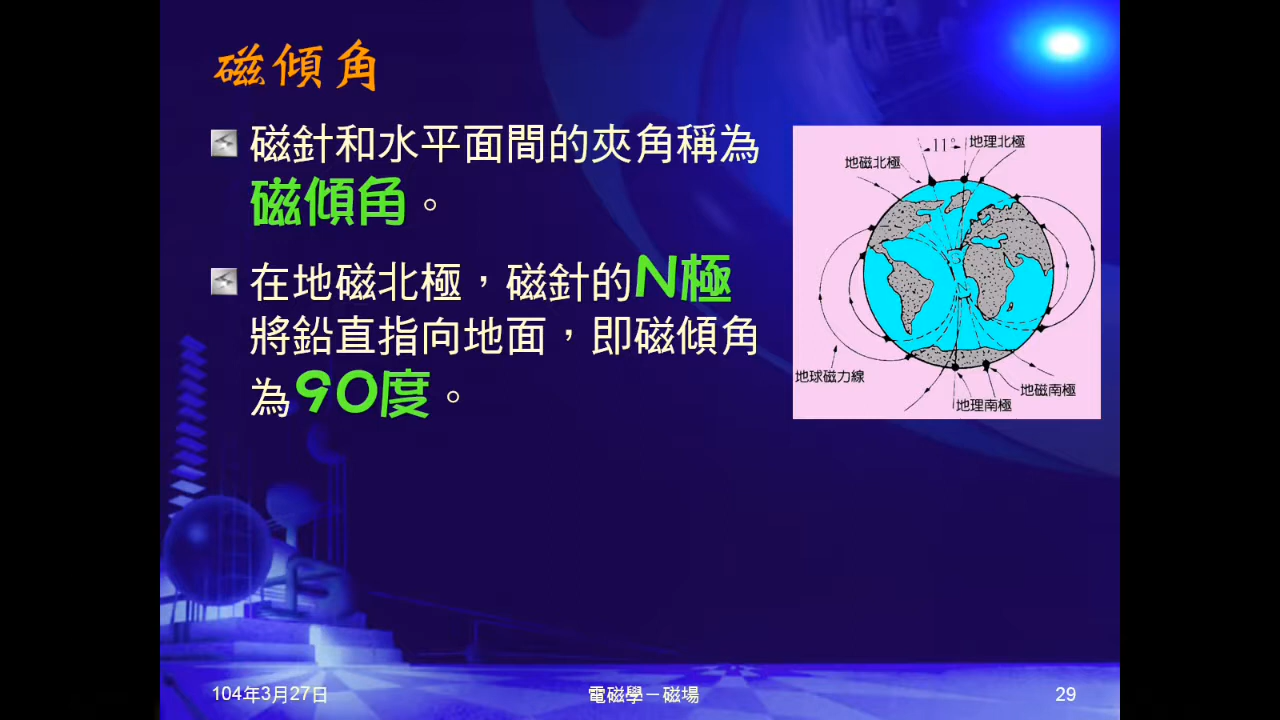 磁傾角
磁針和水平面間的夾角稱為
磁傾角。
在地磁北極，磁針的N極
將鉛直指向地面，即磁傾角
為90度。
11°
地理北極
地磁北極
S
N
地球磁力線
地磁南極
地理南極
104年3月27日
電磁學－磁場
29